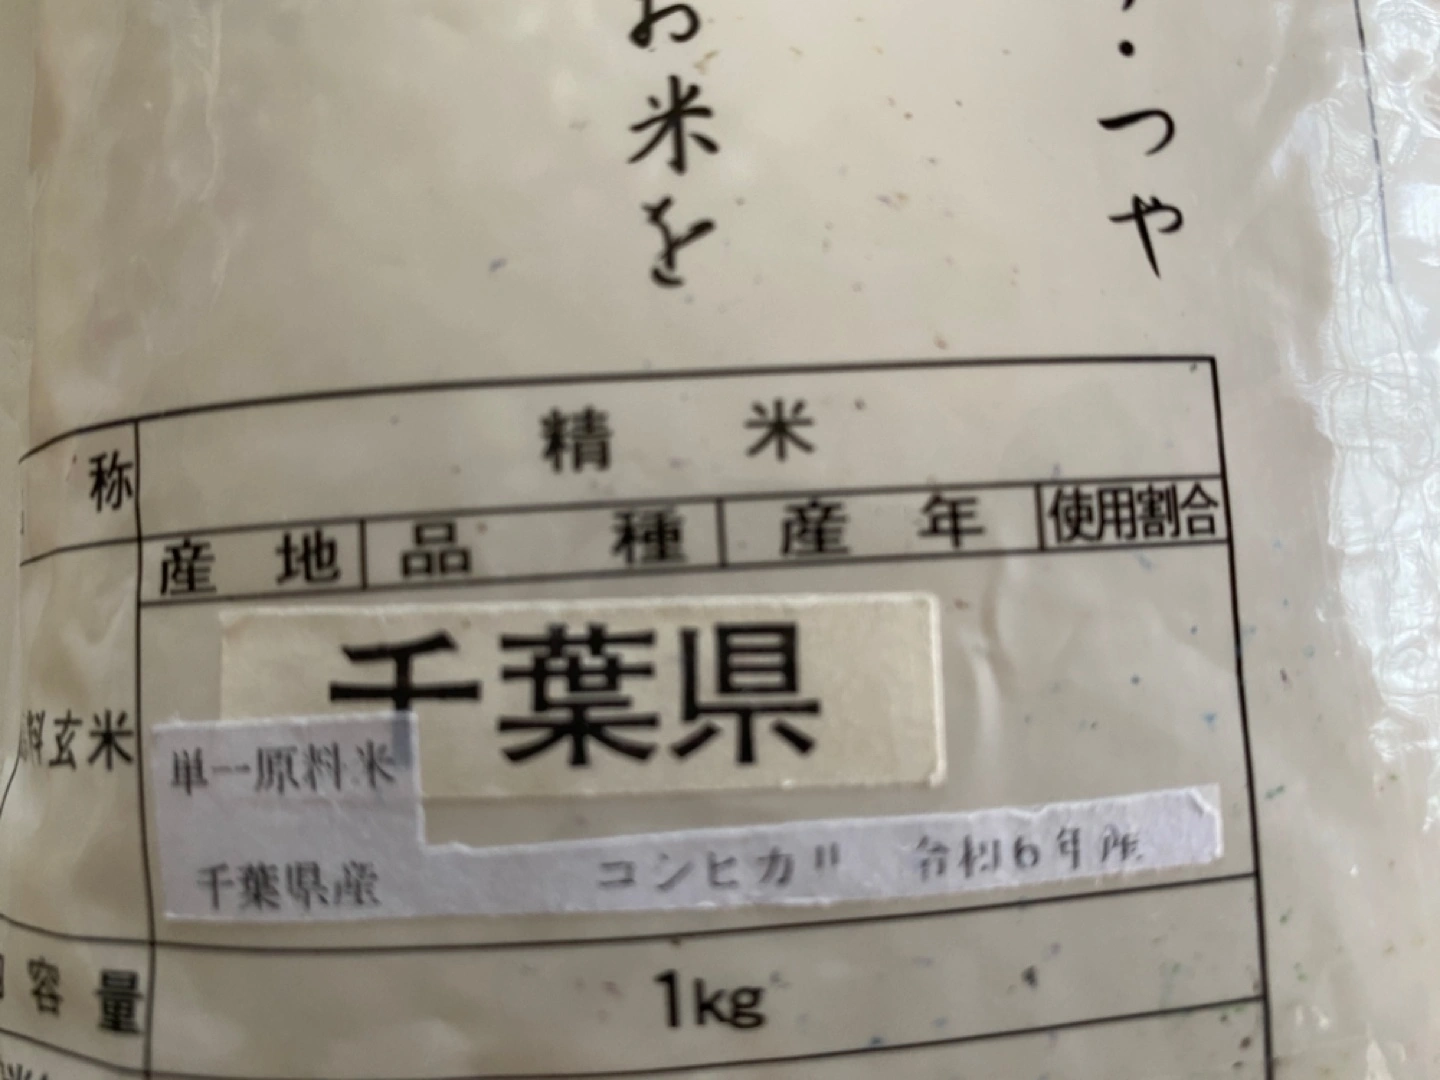 ・つや
お米を
称 精米
産地 品種 産年 使用割合
千葉県
料玄米
単一原料米
千葉県産 コシヒカリ 令和6年産
容量 1kg